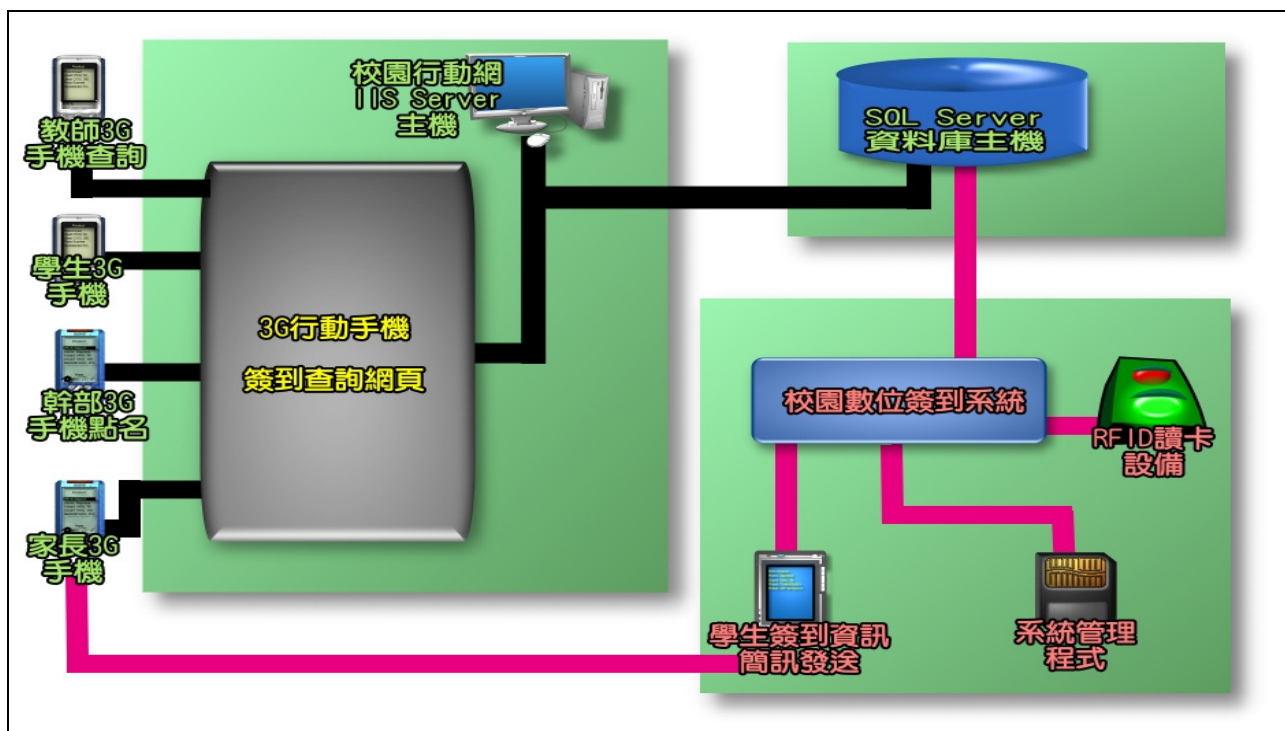 教師3G
手機查詢
學生3G
手機
幹部3G
手機點名
家長3G
手機
3G行動手機
簽到查詢網頁
校園行動網
IIS Server
主機
SQL Server
資料庫主機
校園數位簽到系統
RFID讀卡
設備
學生簽到資訊
簡訊發送
系統管理
程式